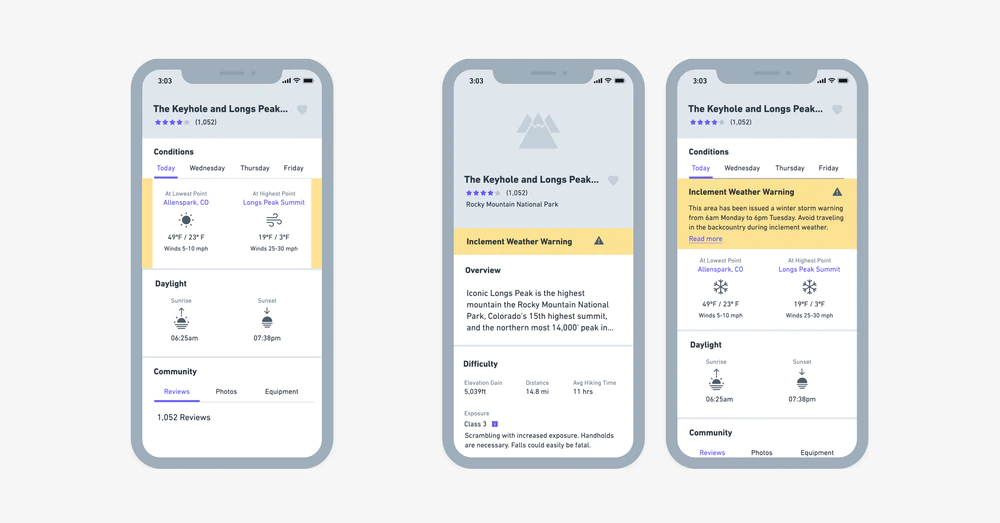 3:03
The Keyhole and Longs Peak...
(1,052)
Conditions
Today Wednesday Thursday Friday
At Lowest Point At Highest Point
Allenspark, CO Longs Peak Summit
49°F / 23° F 19°F / 3°F
Winds 5-10 mph Winds 25-30 mph
Daylight
Sunrise Sunset
06:25am 07:38pm
Community
Reviews Photos Equipment
1,052 Reviews
3:03
The Keyhole and Longs Peak...
(1,052)
Rocky Mountain National Park
Inclement Weather Warning
Overview
Iconic Longs Peak is the highest
mountain the Rocky Mountain National
Park, Colorado's 15th highest summit,
and the northern most 14,000' peak in...
Difficulty
Elevation Gain Distance Avg Hiking Time
5,039ft 14.8 mi 11 hrs
Exposure
Class 3 i
Scrambling with increased exposure. Handholds
are necessary. Falls could easily be fatal.
3:03
The Keyhole and Longs Peak...
(1,052)
Conditions
Today Wednesday Thursday Friday
Inclement Weather Warning
This area has been issued a winter storm warning
from 6am Monday to 6pm Tuesday. Avoid traveling
in the backcountry during inclement weather.
Read more
At Lowest Point At Highest Point
Allenspark, CO Longs Peak Summit
49°F / 23° F 19°F / 3°F
Winds 5-10 mph Winds 25-30 mph
Daylight
Sunrise Sunset
06:25am 07:38pm
Community
Reviews Photos Equipment